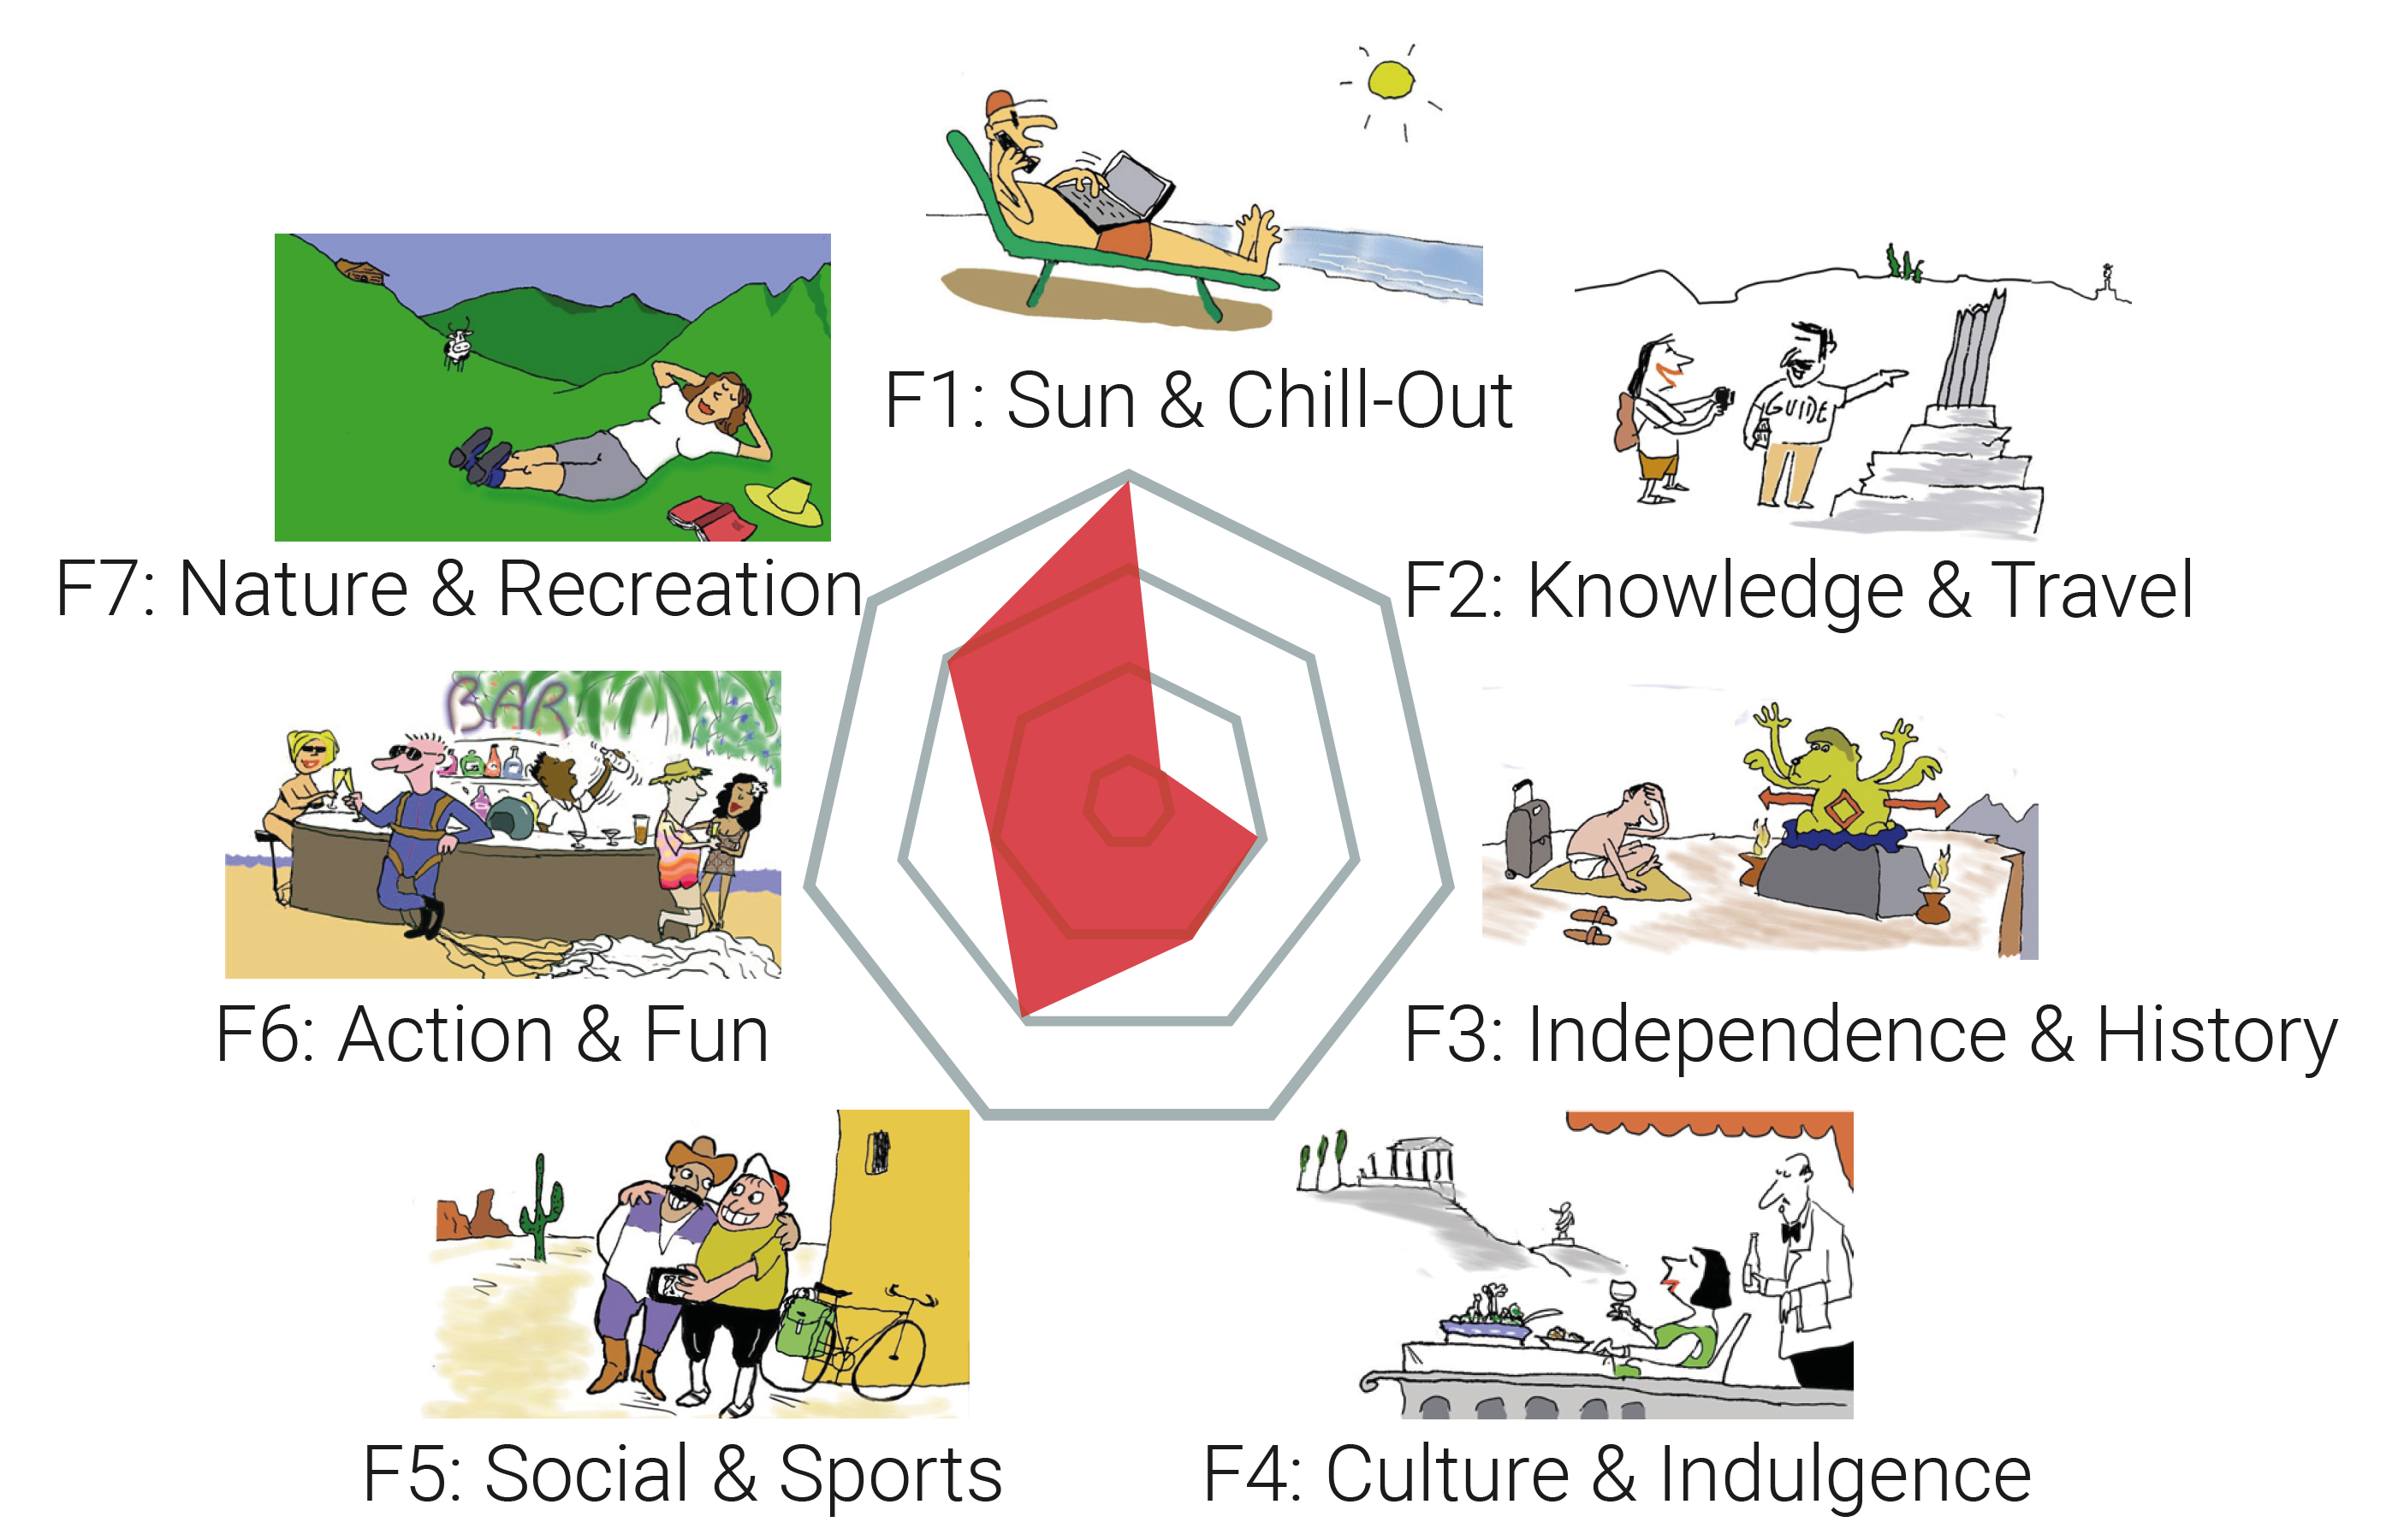 F1: Sun & Chill-Out
GUIDE
F7: Nature & Recreation
F2: Knowledge & Travel
BAR
F6: Action & Fun
F3: Independence & History
F5: Social & Sports
F4: Culture & Indulgence